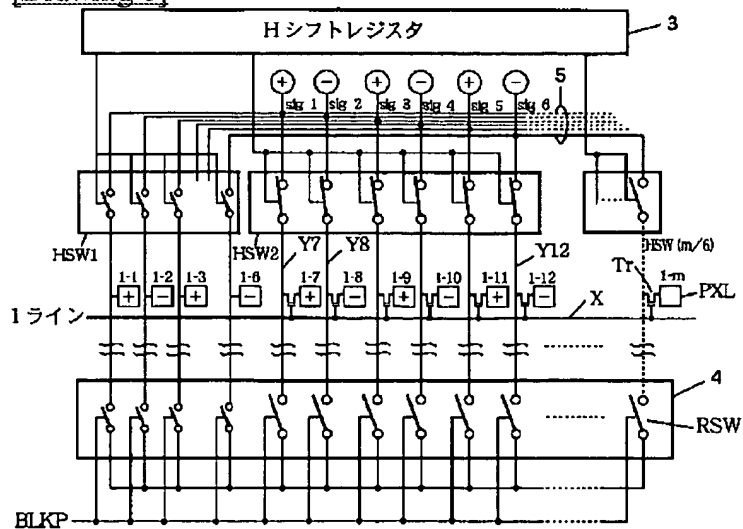 Hシフトレジスタ
3
+ - + - + -
5
sig 1 sig 2 sig 3 sig 4 sig 5 sig 6
HSW1
HSW2
Y7
Y8
Y12
HSW (m/6)
Tr
1-1 1-2 1-3 1-6 1-7 1-8 1-9 1-10 1-11 1-12 1-m
+ - + - + - + - + -
PXL
1ライン
X
4
RSW
BLKP